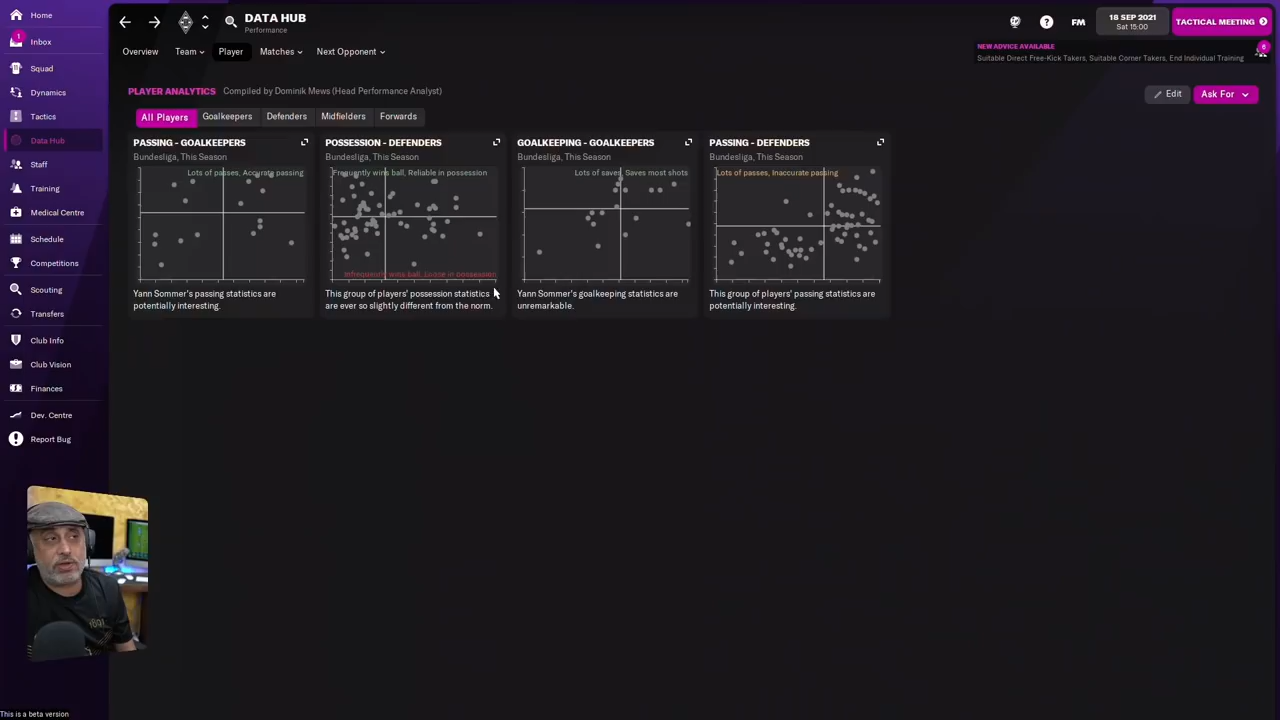 Home
DATA HUB
Performance
FM
18 SEP 2021
Sat 15:00
TACTICAL MEETING
1
Inbox
Overview
Team
Player
Matches
Next Opponent
NEW ADVICE AVAILABLE
Suitable Direct Free-Kick Takers, Suitable Corner Takers, End Individual Training
6
Squad
Dynamics
Tactics
Data Hub
Staff
Training
Medical Centre
Schedule
Competitions
Scouting
Transfers
Club Info
Club Vision
Finances
Dev. Centre
Report Bug
PLAYER ANALYTICS
Compiled by Dominik Mews (Head Performance Analyst)
Edit
Ask For
All Players
Goalkeepers
Defenders
Midfielders
Forwards
PASSING - GOALKEEPERS
Bundesliga, This Season
Lots of passes, Accurate passing
Yann Sommer's passing statistics are
potentially interesting.
POSSESSION - DEFENDERS
Bundesliga, This Season
Frequently wins ball, Reliable in possession
Infrequently wins ball, Loose in possession
This group of players' possession statistics
are ever so slightly different from the norm.
GOALKEEPING - GOALKEEPERS
Bundesliga, This Season
Lots of saves, Saves most shots
Yann Sommer's goalkeeping statistics are
unremarkable.
PASSING - DEFENDERS
Bundesliga, This Season
Lots of passes, Inaccurate passing
This group of players' passing statistics are
potentially interesting.
This is a beta version